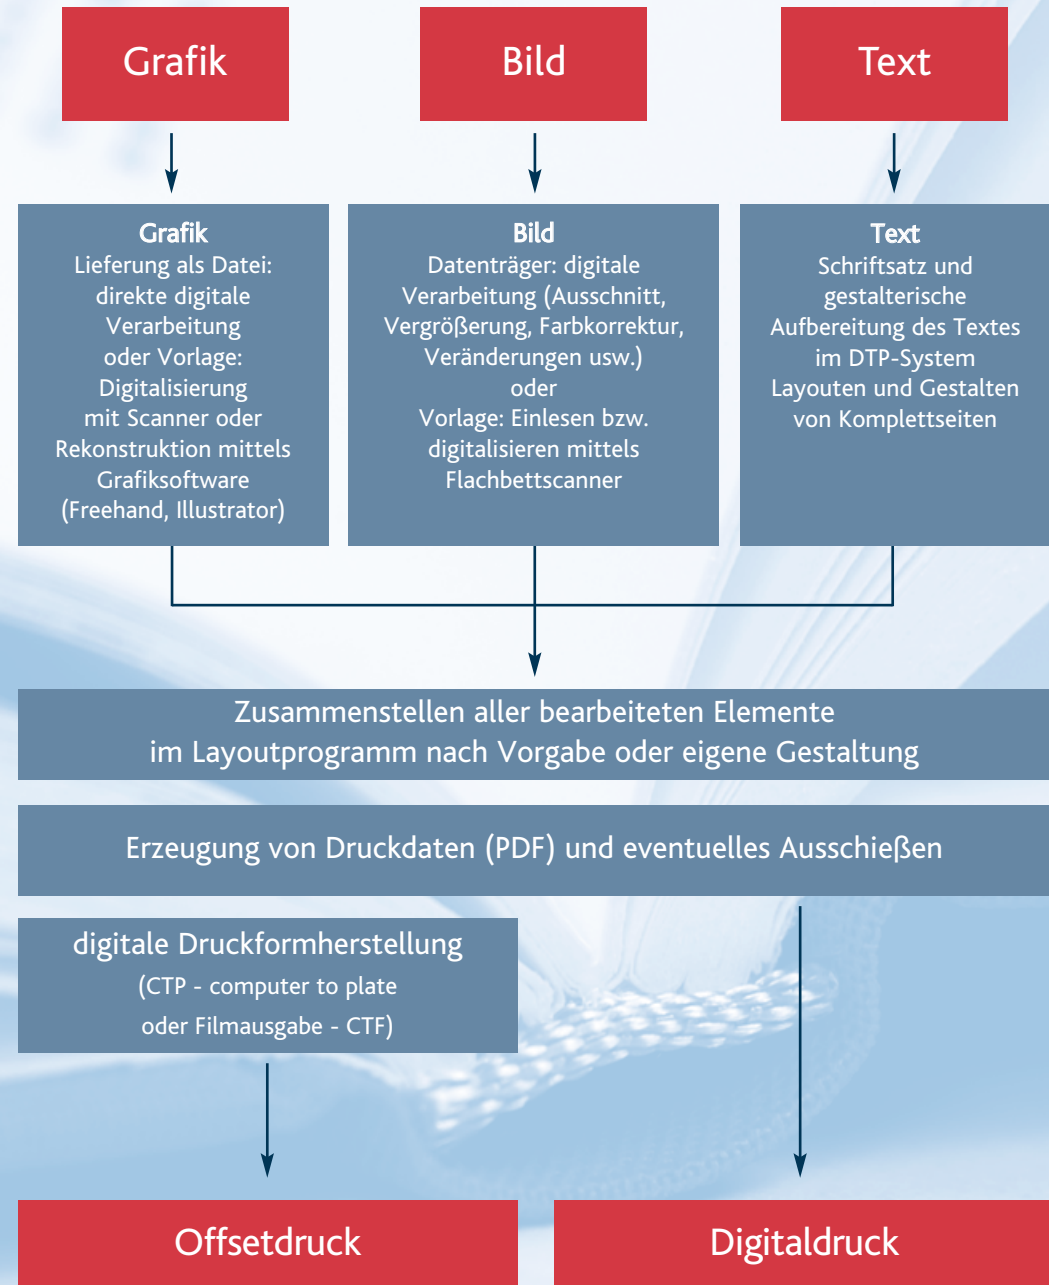 Grafik
Bild
Text
Grafik
Lieferung als Datei:
direkte digitale
Verarbeitung
oder Vorlage:
Digitalisierung
mit Scanner oder
Rekonstruktion mittels
Grafiksoftware
(Freehand, Illustrator)
Bild
Datenträger: digitale
Verarbeitung (Ausschnitt,
Vergrößerung, Farbkorrektur,
Veränderungen usw.)
oder
Vorlage: Einlesen bzw.
digitalisieren mittels
Flachbettscanner
Text
Schriftsatz und
gestalterische
Aufbereitung des Textes
im DTP-System
Layouten und Gestalten
von Komplettseiten
Zusammenstellen aller bearbeiteten Elemente
im Layoutprogramm nach Vorgabe oder eigene Gestaltung
Erzeugung von Druckdaten (PDF) und eventuelles Ausschießen
digitale Druckformherstellung
(CTP - computer to plate
oder Filmausgabe - CTF)
Offsetdruck
Digitaldruck